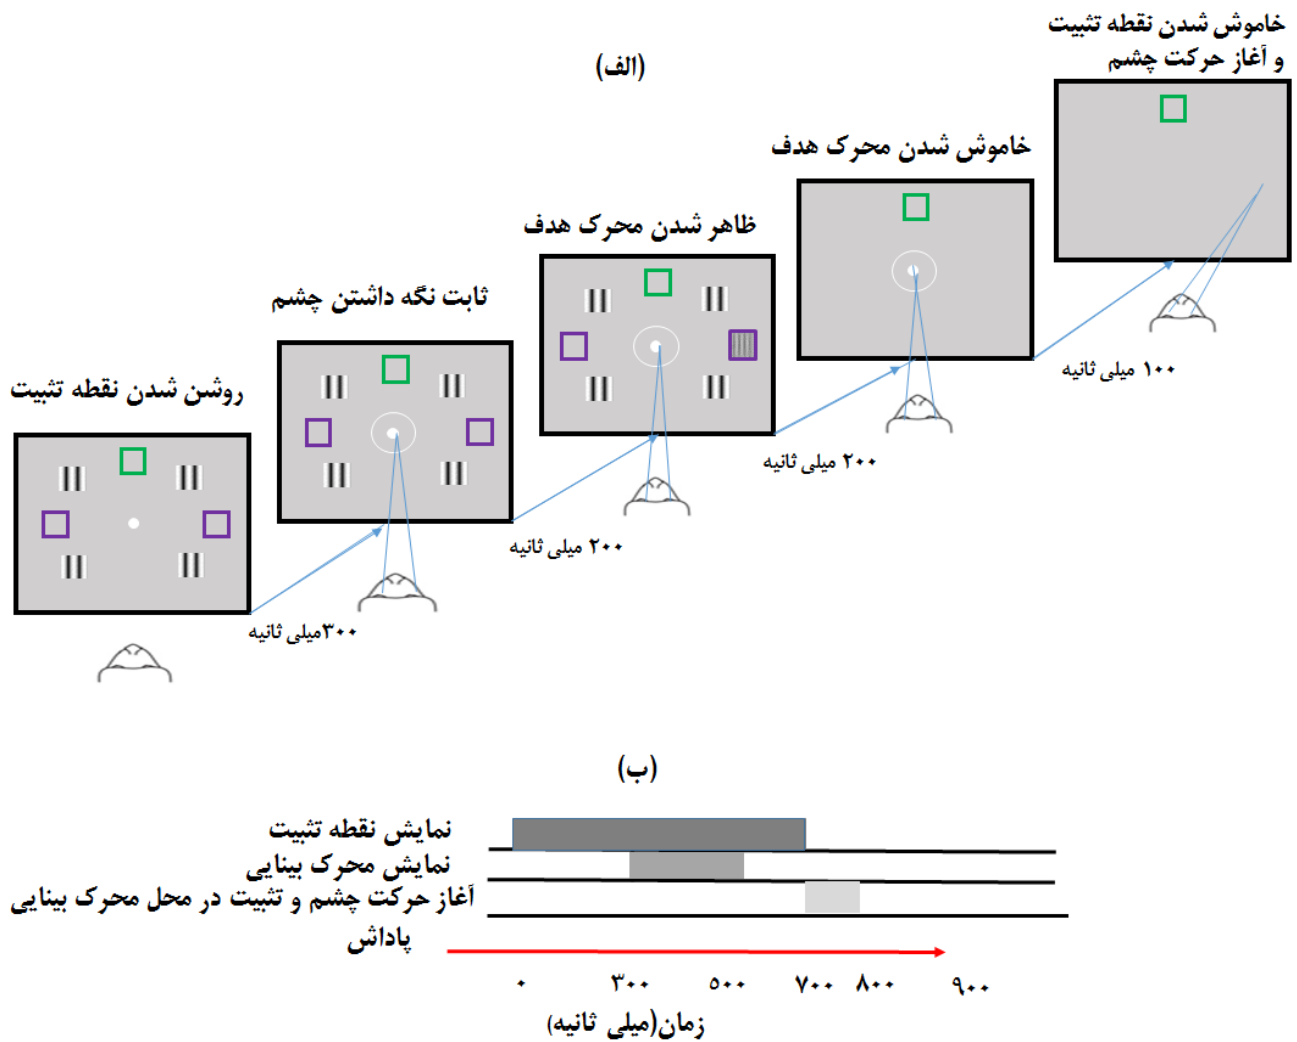 خاموش شدن نقطه تثبیت
و آغاز حرکت چشم
(الف)
خاموش شدن محرک هدف
ظاهر شدن محرک هدف
ثابت نگه داشتن چشم
روشن شدن نقطه تثبیت
۱۰۰ میلی ثانیه
۲۰۰ میلی ثانیه
۲۰۰ میلی ثانیه
۳۰۰میلی ثانیه
(ب)
نمایش نقطه تثبیت
نمایش محرک بینایی
آغاز حرکت چشم و تثبیت در محل محرک بینایی
پاداش
۰ ۳۰۰ ۵۰۰ ۷۰۰ ۸۰۰ ۹۰۰
زمان(میلی ثانیه)